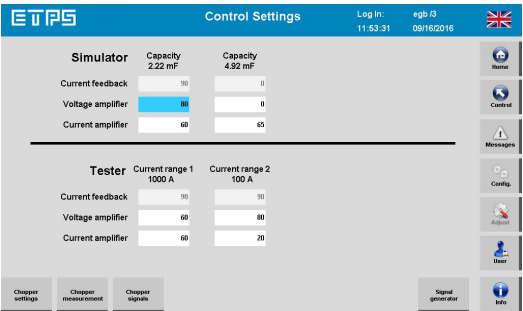 ETPS
Control Settings
Log In: egb /3
11:53:31 09/16/2016
Simulator Capacity Capacity
2.22 mF 4.92 mF
Current feedback 90 0
Voltage amplifier 80 0
Current amplifier 60 65
Tester Current range 1 Current range 2
1000 A 100 A
Current feedback 90 90
Voltage amplifier 60 80
Current amplifier 60 20
Home
Control
Messages
Config.
Adjust
User
Info
Chopper
settings
Chopper
measurement
Chopper
signals
Signal
generator